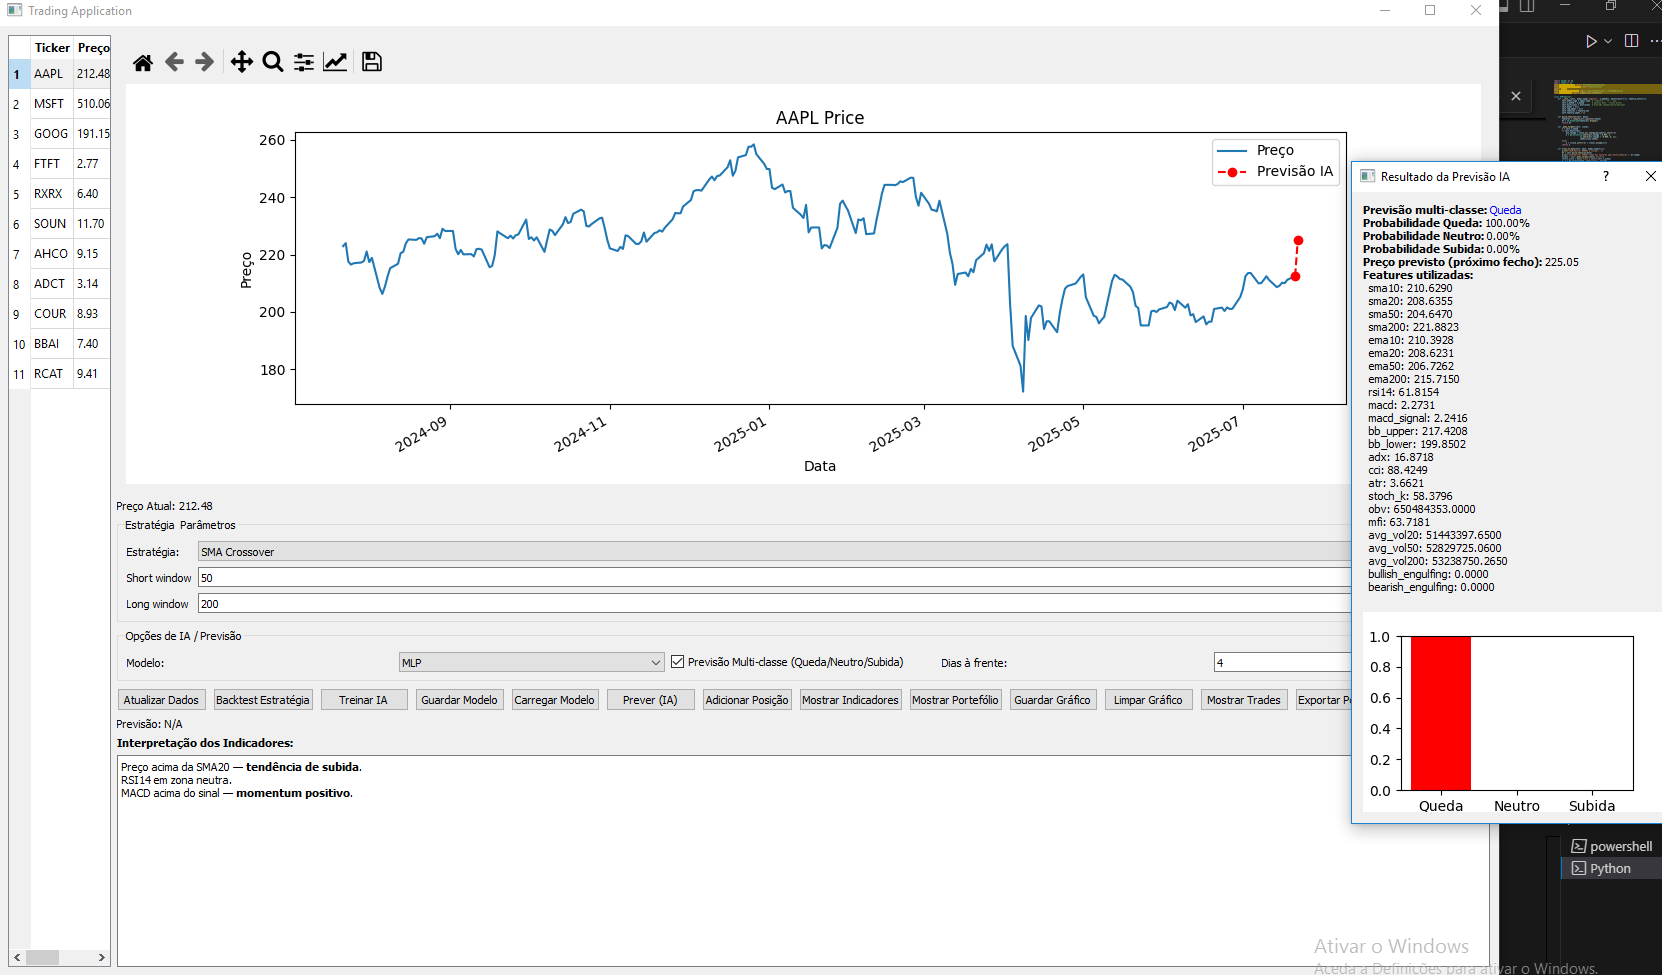 Trading Application
Ticker Preço
1 AAPL 212.48
2 MSFT 510.06
3 GOOG 191.15
4 FTFT 2.77
5 RXRX 6.40
6 SOUN 11.70
7 AHCO 9.15
8 ADCT 3.14
9 COUR 8.93
10 BBAI 7.40
11 RCAT 9.41
AAPL Price
Preço
Previsão IA
260
240
220
200
180
Preço
2024-09
2024-11
2025-01
2025-03
2025-05
2025-07
Data
Preço Atual: 212.48
Estratégia Parâmetros
Estratégia: SMA Crossover
Short window 50
Long window 200
Opções de IA / Previsão
Modelo: MLP Previsão Multi-classe (Queda/Neutro/Subida) Dias à frente: 4
Atualizar Dados Backtest Estratégia Treinar IA Guardar Modelo Carregar Modelo Prever (IA) Adicionar Posição Mostrar Indicadores Mostrar Portefólio Guardar Gráfico Limpar Gráfico Mostrar Trades Exportar
Previsão: N/A
Interpretação dos Indicadores:
Preço acima da SMA20 — tendência de subida.
RSI14 em zona neutra.
MACD acima do sinal — momentum positivo.
Resultado da Previsão IA ?
Previsão multi-classe: Queda
Probabilidade Queda: 100.00%
Probabilidade Neutro: 0.00%
Probabilidade Subida: 0.00%
Preço previsto (próximo fecho): 225.05
Features utilizadas:
sma10: 210.6290
sma20: 208.6355
sma50: 204.6470
sma200: 221.8823
ema10: 210.3928
ema20: 208.6231
ema50: 206.7262
ema200: 215.7150
rsi14: 61.8154
macd: 2.2731
macd_signal: 2.2416
bb_upper: 217.4208
bb_lower: 199.8502
adx: 16.8718
cci: 88.4249
atr: 3.6621
stoch_k: 58.3796
obv: 650484353.0000
mfi: 63.7181
avg_vol20: 51443397.6500
avg_vol50: 52829725.0600
avg_vol200: 53238750.2650
bullish_engulfing: 0.0000
bearish_engulfing: 0.0000
1.0
0.8
0.6
0.4
0.2
0.0
Queda Neutro Subida
powershell
Python
Ativar o Windows
Aceda a Definições para ativar o Windows.